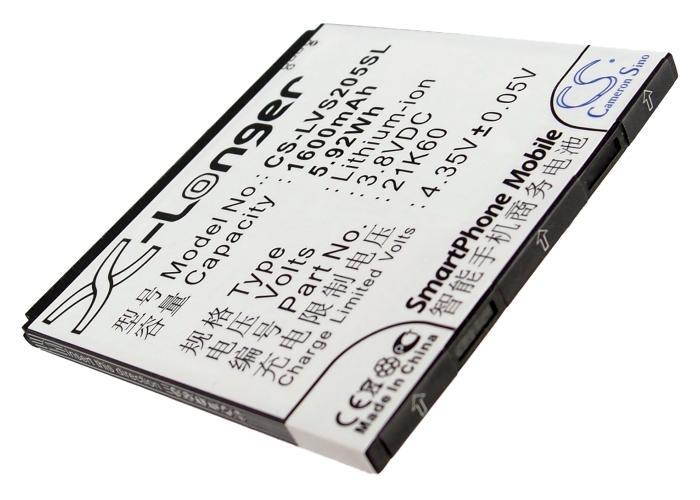 X-Longer
型号 Model No: CS-LVS205SL
容量 Capacity : 1600mAh
5.92Wh
规格 Type : Lithium-ion
电压 Volts : 3.8VDC
编号 Part No. : 21K60
充电限制电压 4.35V±0.05V
Charge Limited Volts
CS
Cameron Sino
SmartPhone Mobile
智能手机商务电池
CE
Made in China